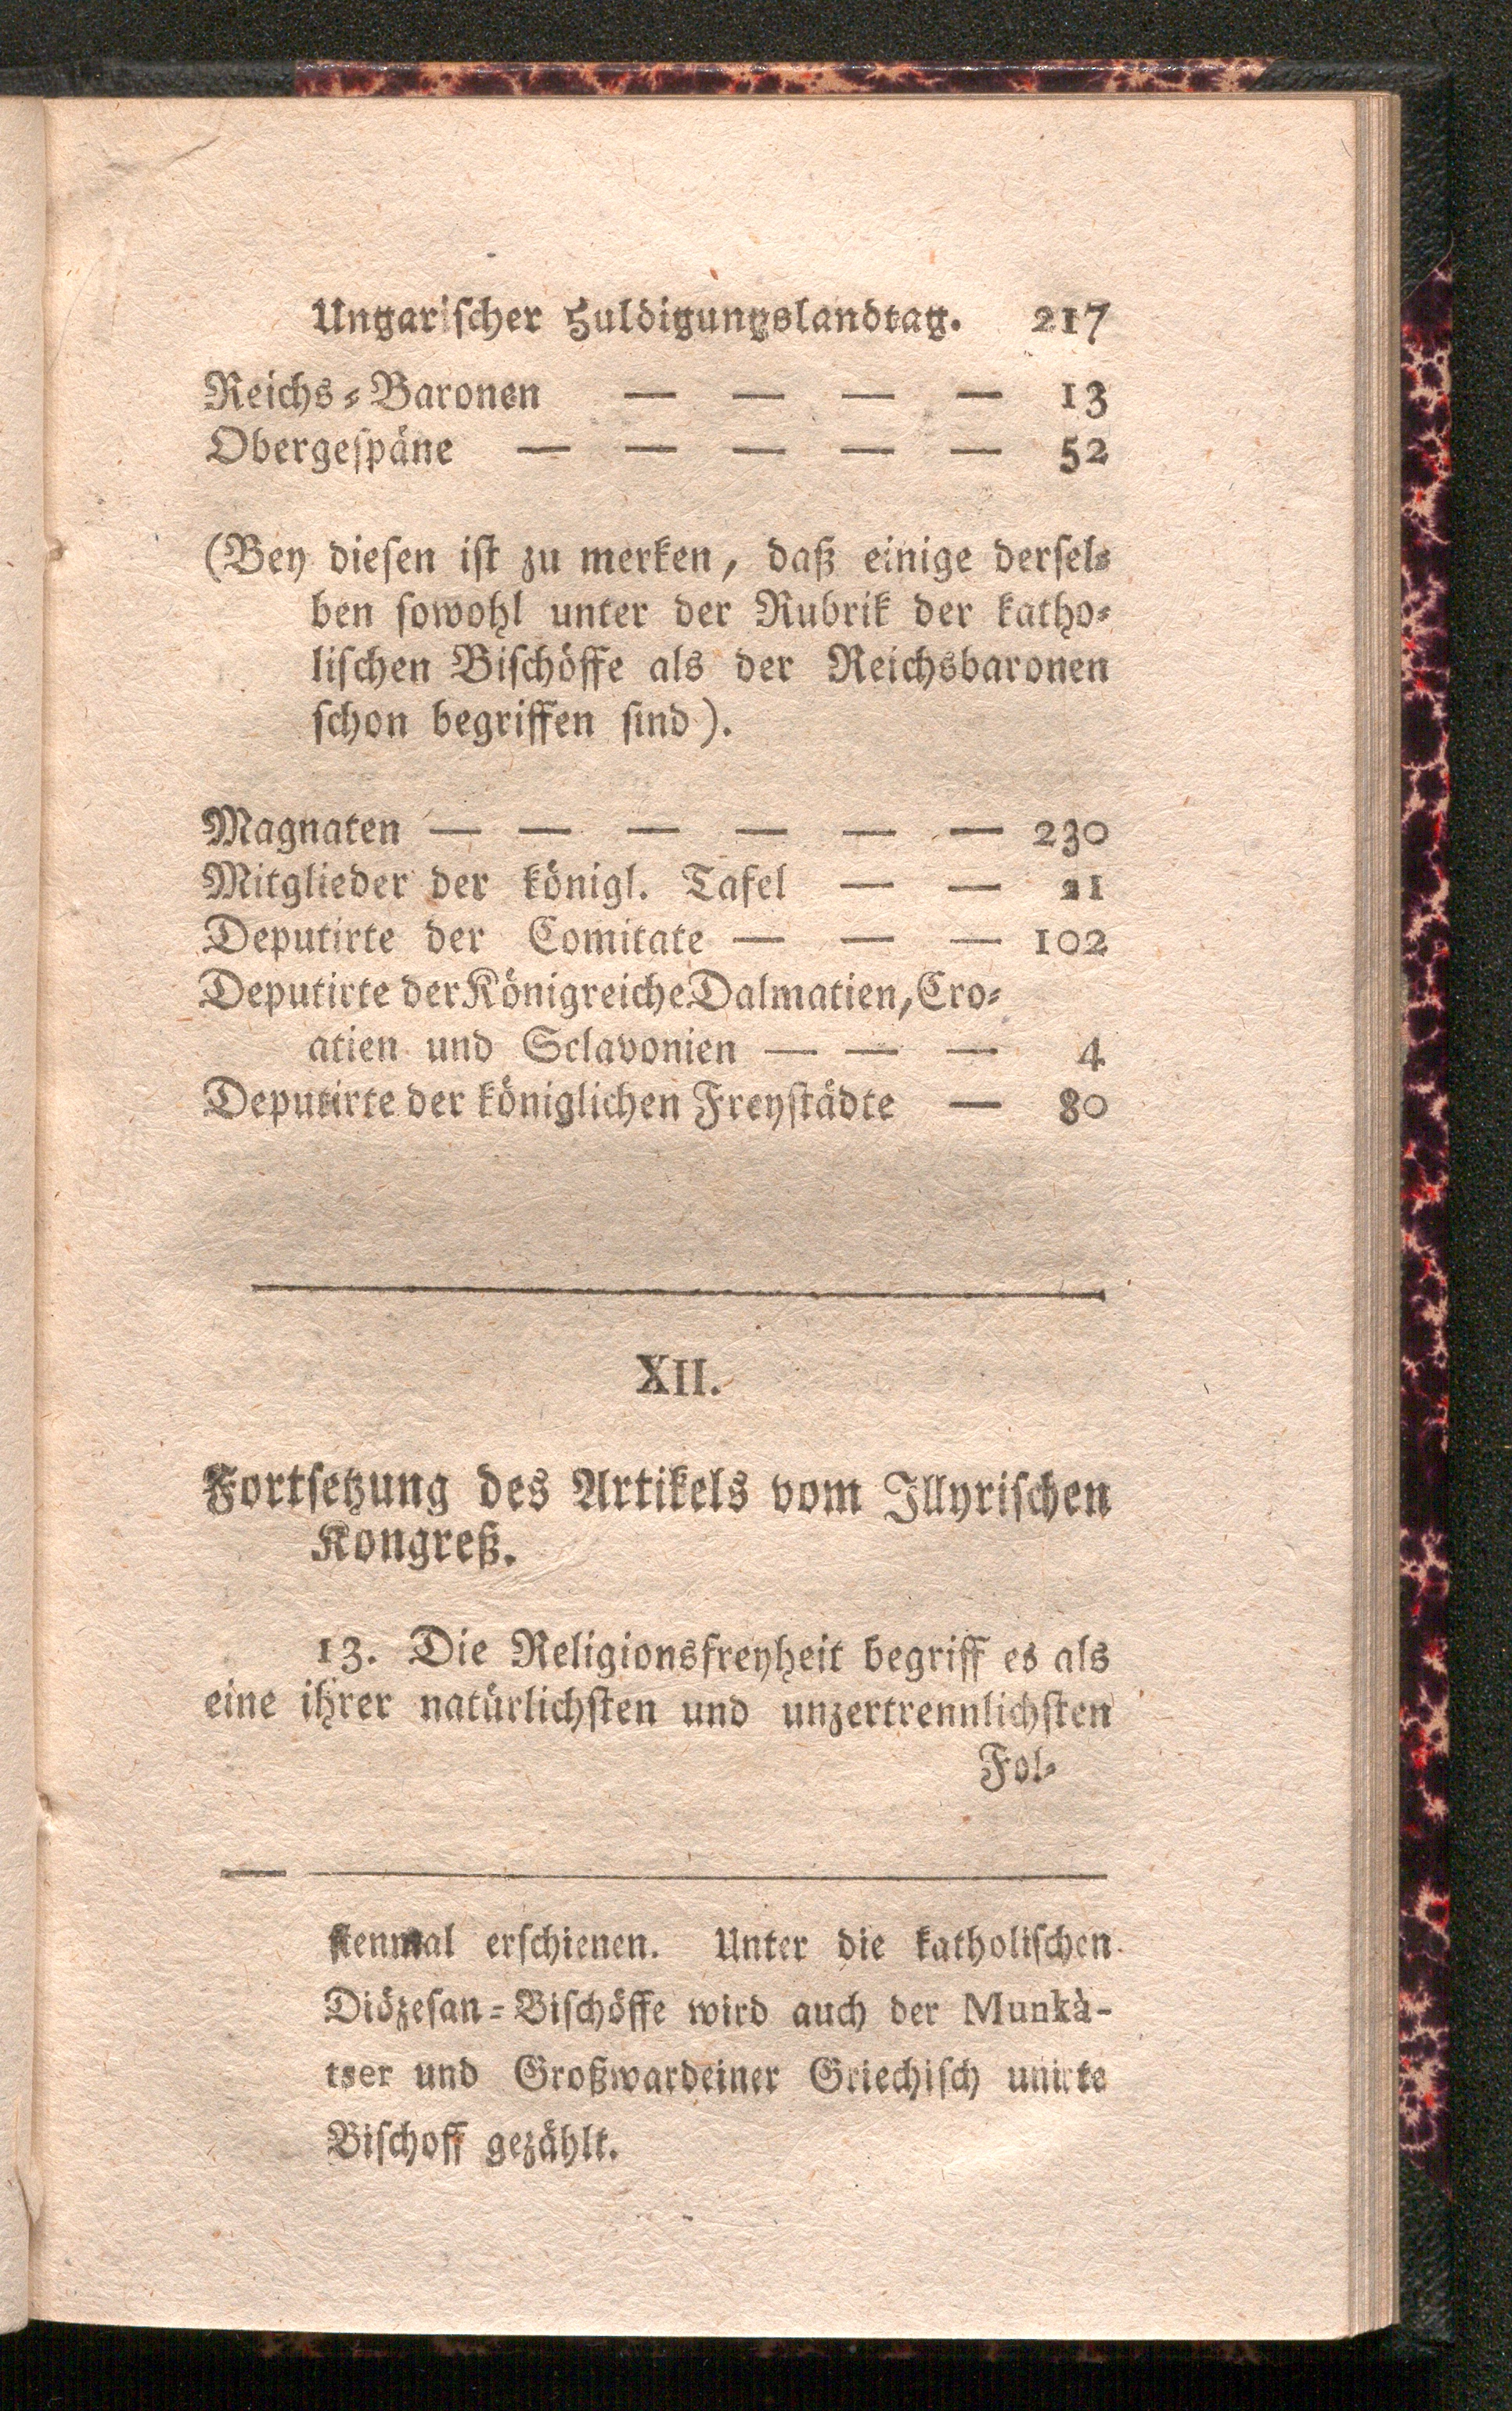 Ungarischer Huldigungslandtag. 217
Reichs-Baronen — — — — 13
Obergespäne — — — — — 52
(Bey diesen ist zu merken, daß einige dersel-
ben sowohl unter der Rubrik der katho-
lischen Bischöffe als der Reichsbaronen
schon begriffen sind).
Magnaten — — — — — — 230
Mitglieder der königl. Tafel — — 21
Deputirte der Comitate — — — 102
Deputirte der Königreiche Dalmatien, Cro-
atien und Sclavonien — — — 4
Deputirte der königlichen Freystädte — 80
XII.
Fortsetzung des Artikels vom Illyrischen
Kongreß.
13. Die Religionsfreyheit begriff es als
eine ihrer natürlichsten und unzertrennlichsten
Fol-
stenmal erschienen. Unter die katholischen
Diözesan-Bischöffe wird auch der Munkà-
tser und Großwardeiner Griechisch unirte
Bischoff gezählt.